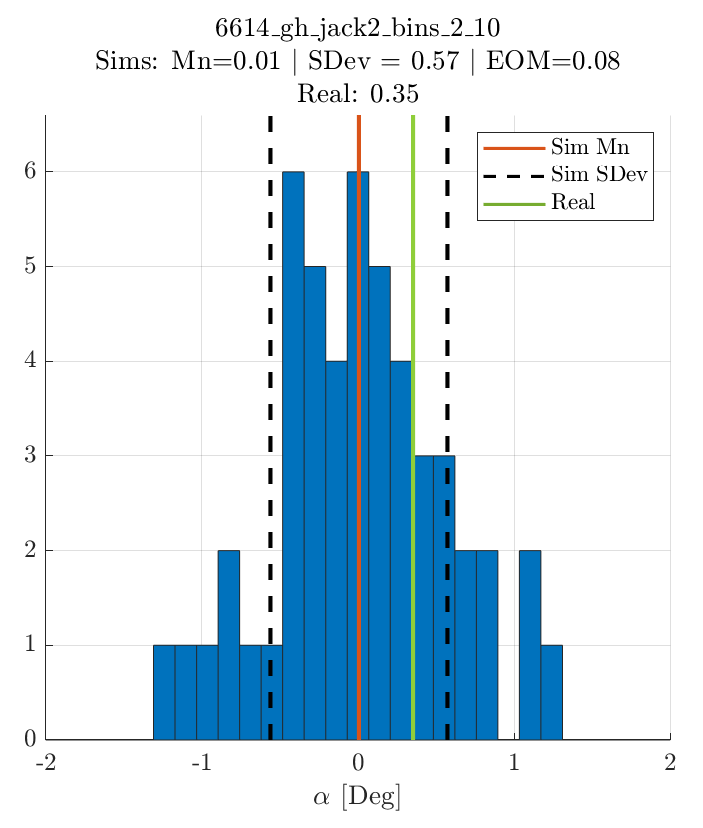 6614_gh_jack2_bins_2_10
Sims: Mn=0.01 | SDev = 0.57 | EOM=0.08
Real: 0.35
Sim Mn
Sim SDev
Real
6
5
4
3
2
1
0
-2 -1 0 1 2
α [Deg]